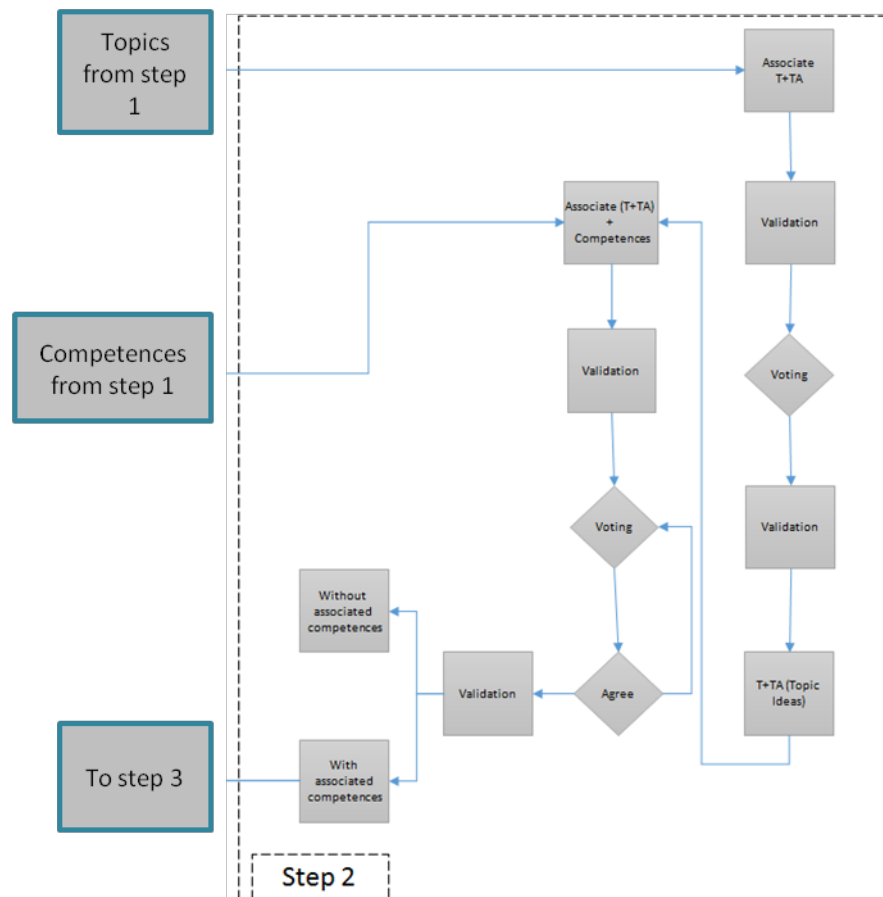 Topics
from step
1
Associate
T+TA
Associate (T+TA)
+
Competences
Validation
Competences
from step 1
Validation
Voting
Voting
Validation
Without
associated
competences
Validation
Agree
T+TA (Topic
Ideas)
To step 3
With
associated
competences
Step 2